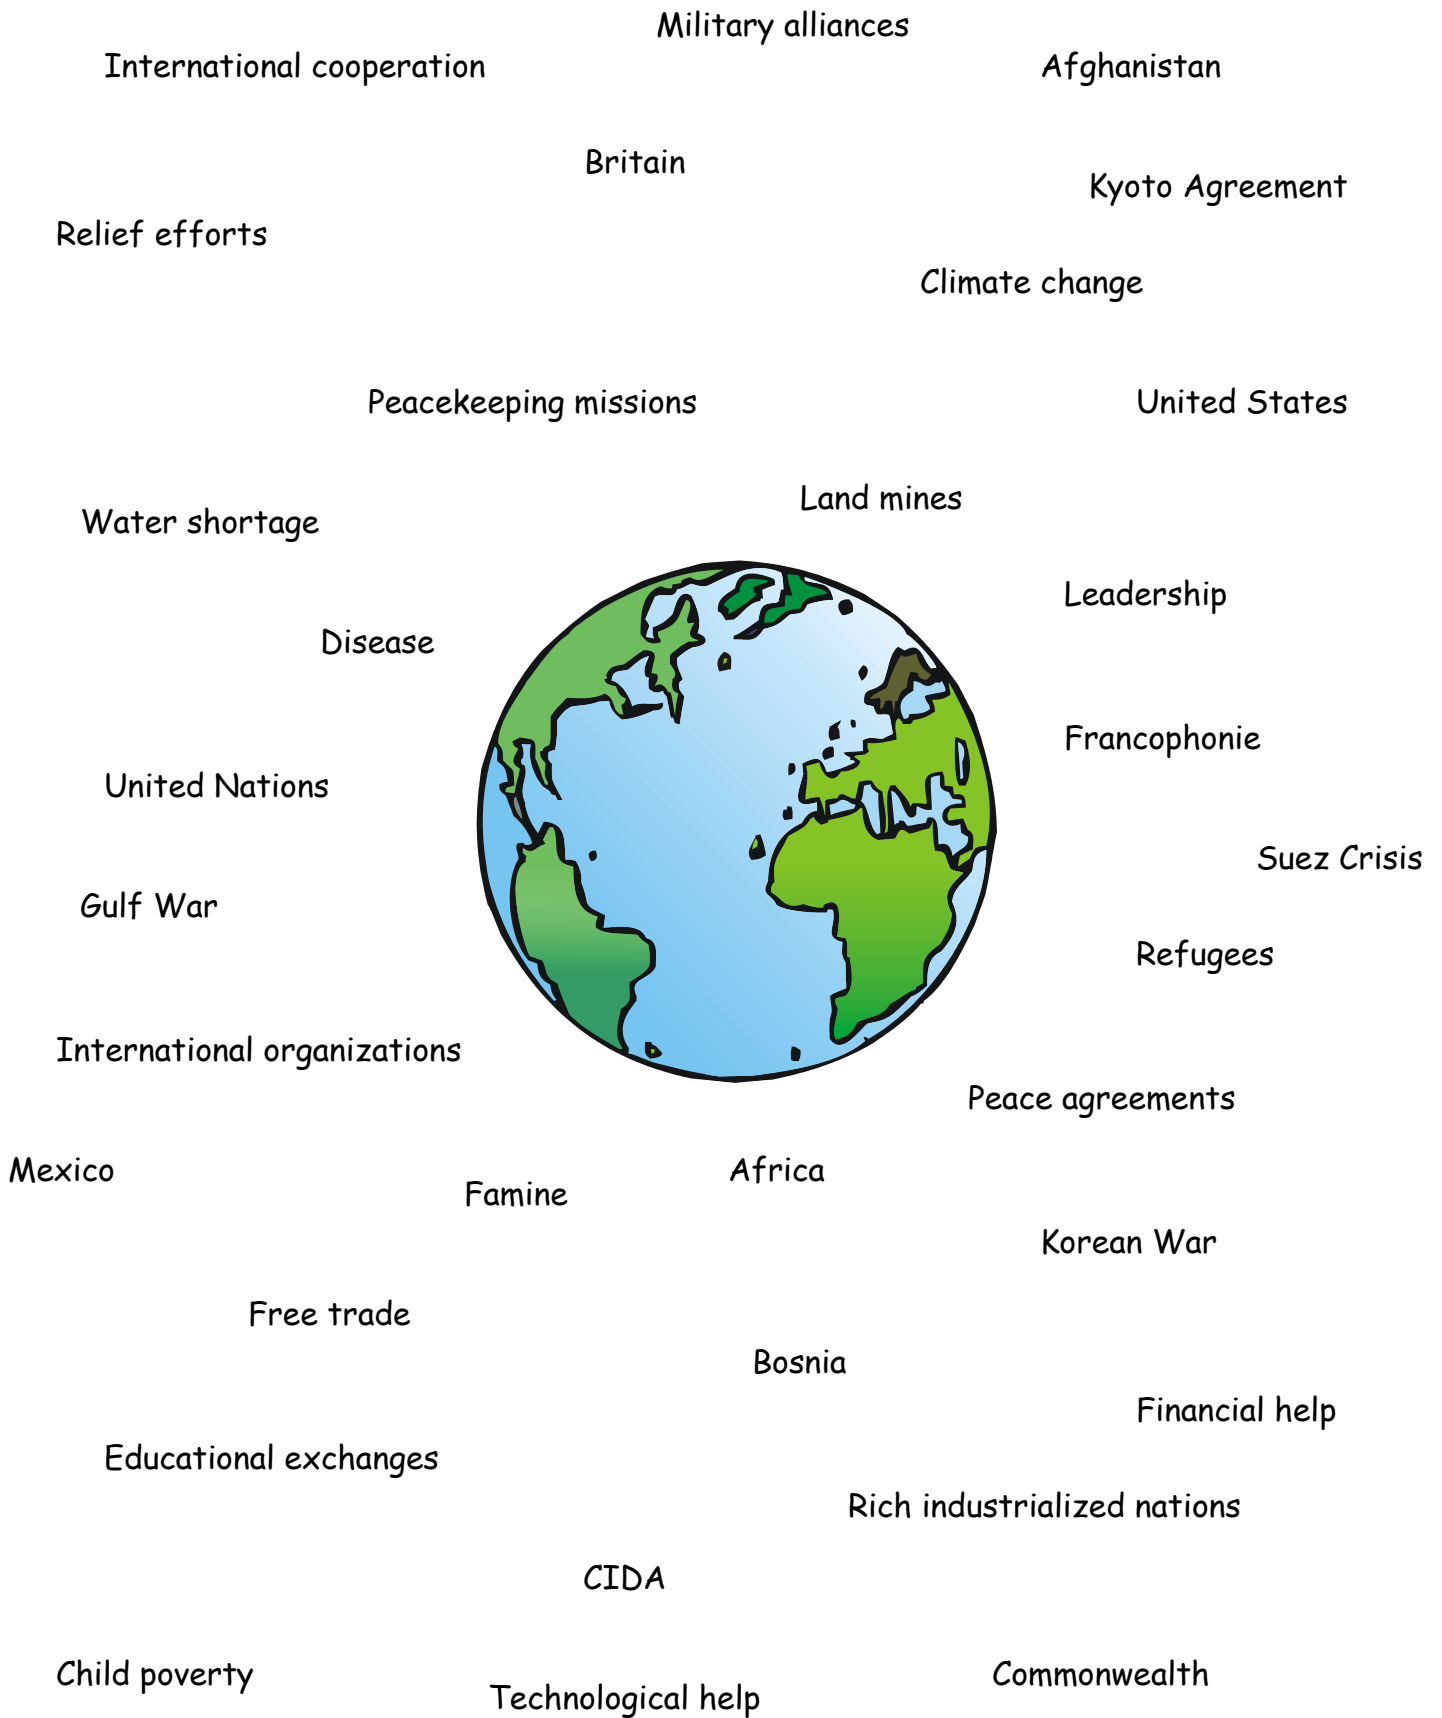 Military alliances
International cooperation
Afghanistan
Britain
Kyoto Agreement
Relief efforts
Climate change
Peacekeeping missions
United States
Land mines
Water shortage
Leadership
Disease
Francophonie
United Nations
Suez Crisis
Gulf War
Refugees
International organizations
Peace agreements
Mexico
Africa
Famine
Korean War
Free trade
Bosnia
Financial help
Educational exchanges
Rich industrialized nations
CIDA
Child poverty
Commonwealth
Technological help